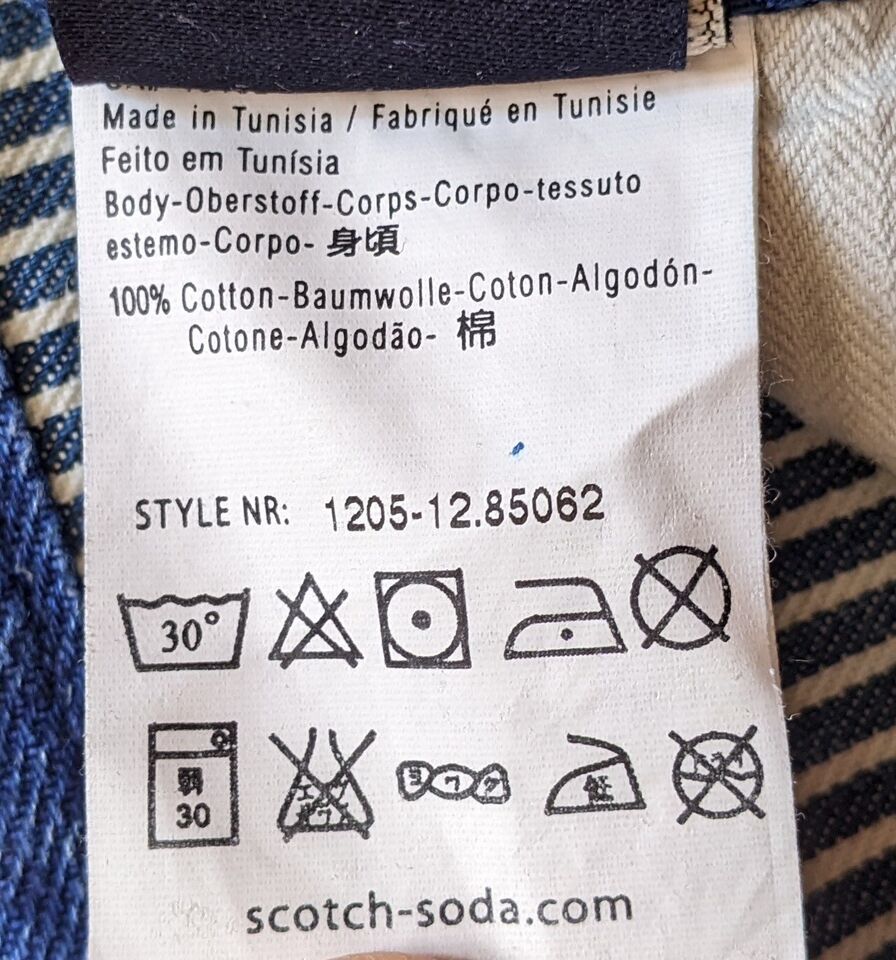 Made in Tunisia / Fabriqué en Tunisie
Feito em Tunísia
Body-Oberstoff-Corps-Corpo-tessuto
estemo-Corpo- 身頃
100% Cotton-Baumwolle-Coton-Algodón-
Cotone-Algodão- 棉
STYLE NR: 1205-12.85062
30°
弱
30
低
scotch-soda.com